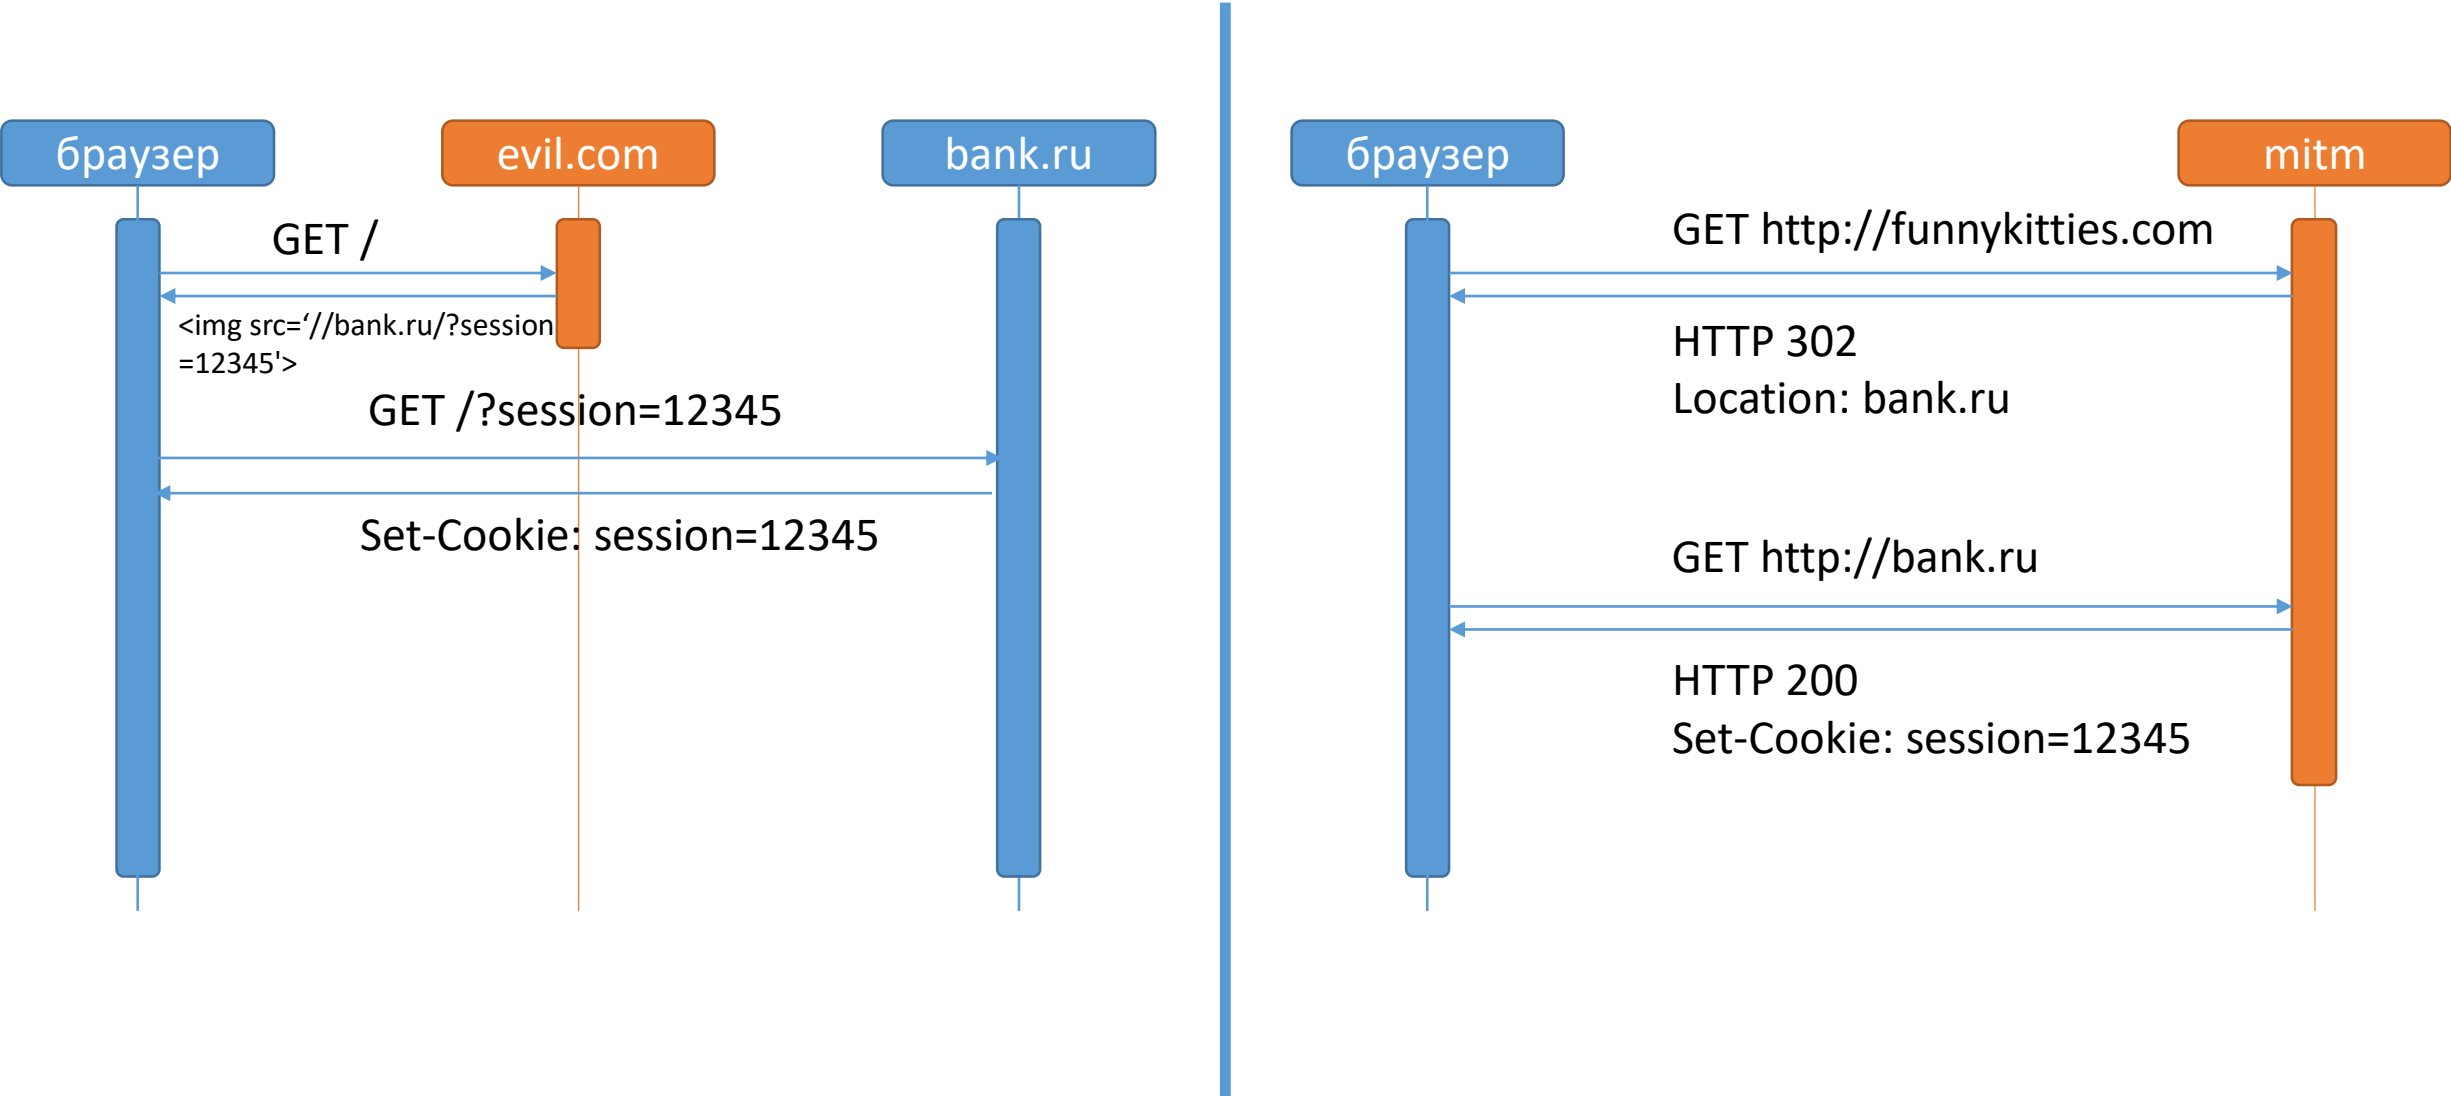 браузер
evil.com
bank.ru
GET /
<img src=‘//bank.ru/?session
=12345'>
GET /?session=12345
Set-Cookie: session=12345
браузер
mitm
GET http://funnykitties.com
HTTP 302
Location: bank.ru
GET http://bank.ru
HTTP 200
Set-Cookie: session=12345